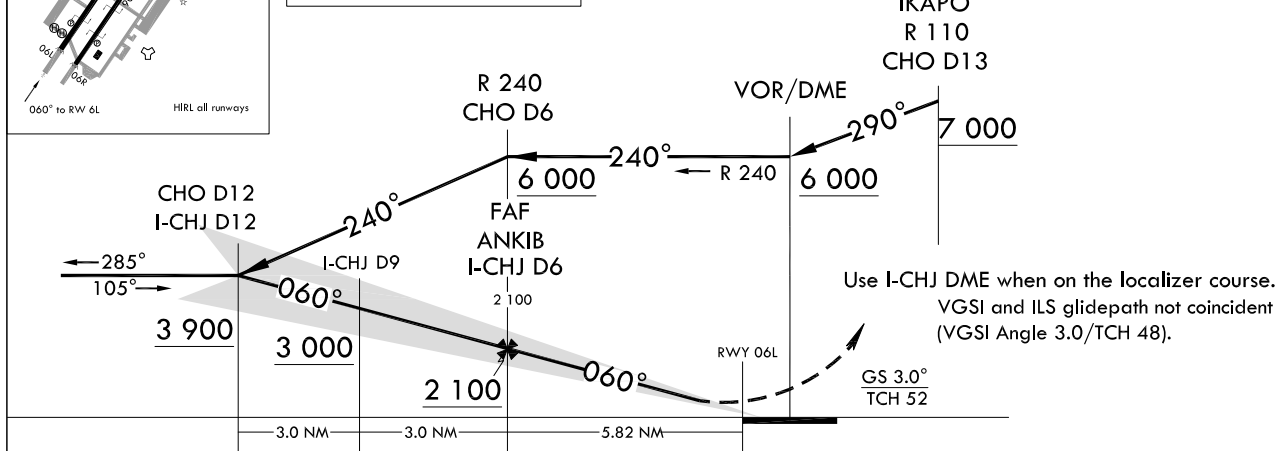 06L
06R
060° to RW 6L
HIRL all runways
IKAPO
R 110
CHO D13
R 240
CHO D6
VOR/DME
290°
7 000
240°
R 240
6 000
6 000
CHO D12
I-CHJ D12
240°
FAF
ANKIB
I-CHJ D6
2 100
285°
105°
I-CHJ D9
060°
Use I-CHJ DME when on the localizer course.
VGSI and ILS glidepath not coincident
(VGSI Angle 3.0/TCH 48).
3 900
3 000
2 100
060°
RWY 06L
GS 3.0°
TCH 52
3.0 NM
3.0 NM
5.82 NM